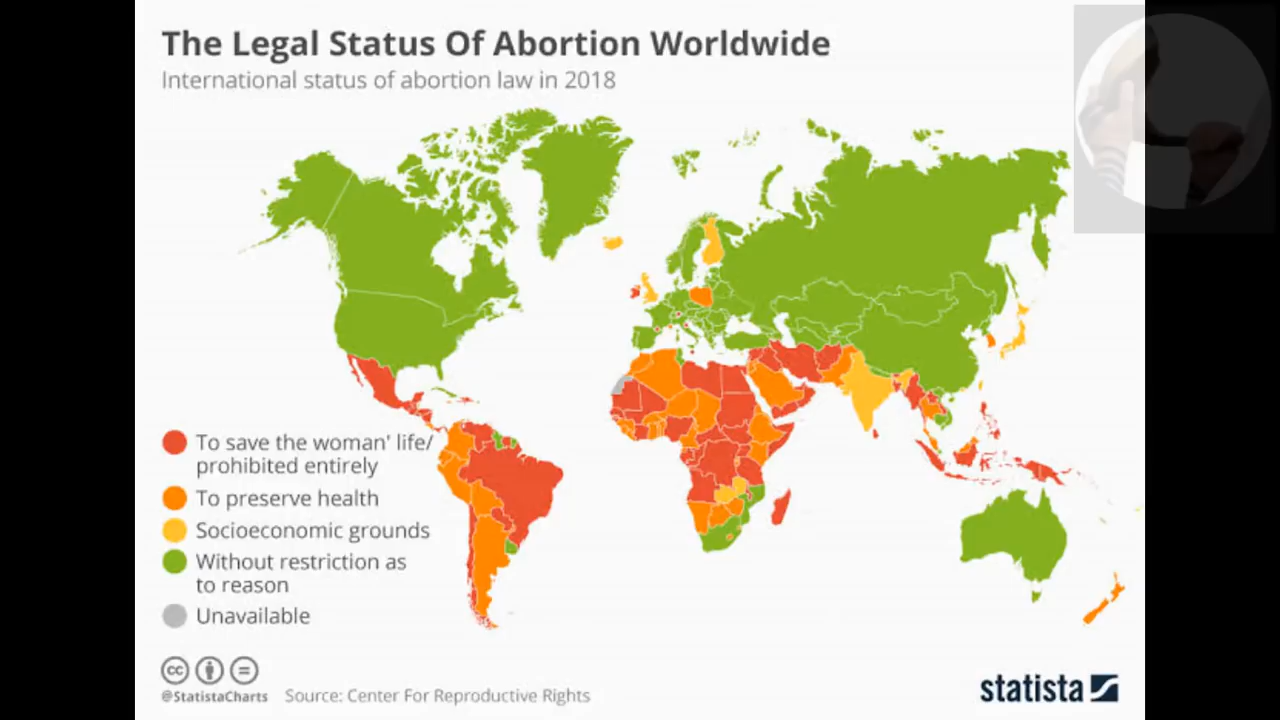 The Legal Status Of Abortion Worldwide
International status of abortion law in 2018
To save the woman' life/
prohibited entirely
To preserve health
Socioeconomic grounds
Without restriction as
to reason
Unavailable
cc
@StatistaCharts Source: Center For Reproductive Rights
statista